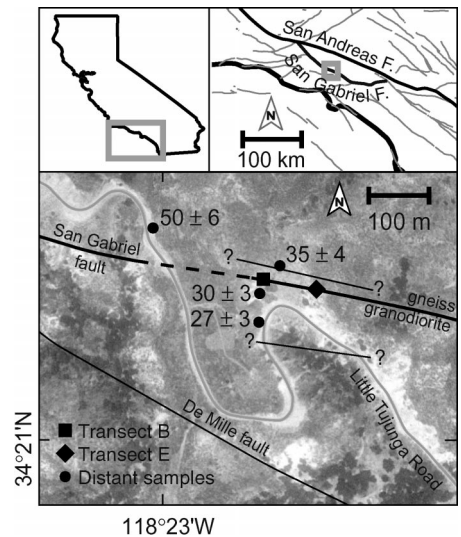 San Andreas F.
San Gabriel F.
N
100 km
N
100 m
50 ± 6
San Gabriel
fault
?
35 ± 4
?
30 ± 3
gneiss
granodiorite
27 ± 3
?
?
De Mille fault
Little Tujunga Road
Transect B
Transect E
Distant samples
34°21'N
118°23'W